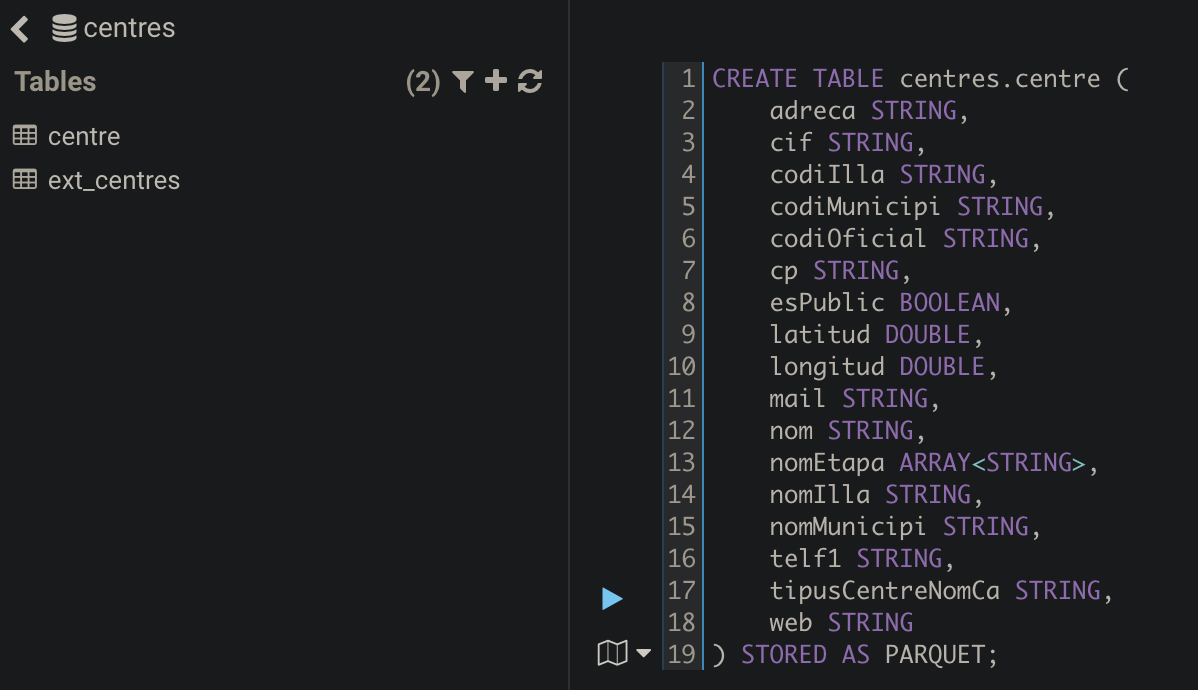 centres
Tables (2)
centre
ext_centres
1 CREATE TABLE centres.centre (
2 adreca STRING,
3 cif STRING,
4 codiIlla STRING,
5 codiMunicipi STRING,
6 codiOficial STRING,
7 cp STRING,
8 esPublic BOOLEAN,
9 latitud DOUBLE,
10 longitud DOUBLE,
11 mail STRING,
12 nom STRING,
13 nomEtapa ARRAY<STRING>,
14 nomIlla STRING,
15 nomMunicipi STRING,
16 telf1 STRING,
17 tipusCentreNomCa STRING,
18 web STRING
19 ) STORED AS PARQUET;